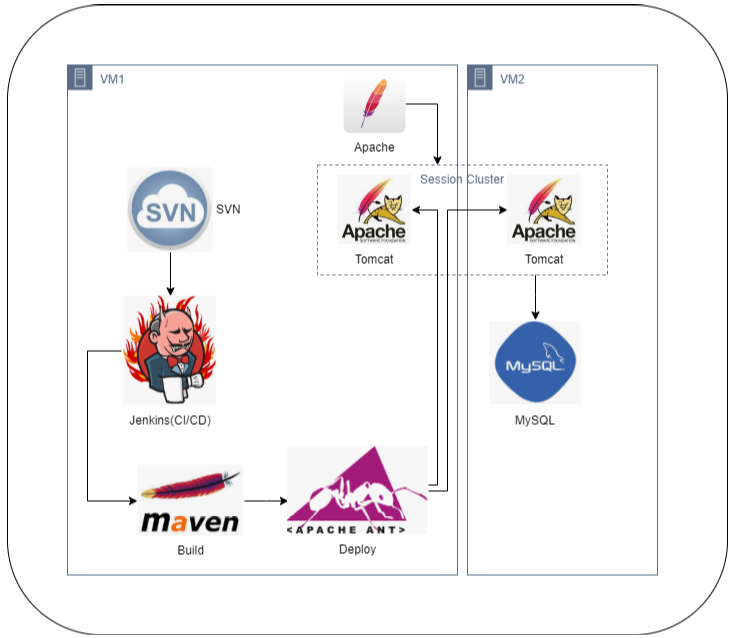 VM1
VM2
Apache
Session Cluster
SVN
SVN
Apache
SOFTWARE FOUNDATION
Tomcat
Apache
SOFTWARE FOUNDATION
Tomcat
MySQL
MySQL
Jenkins(CI/CD)
maven
Build
<APACHE ANT>
Deploy